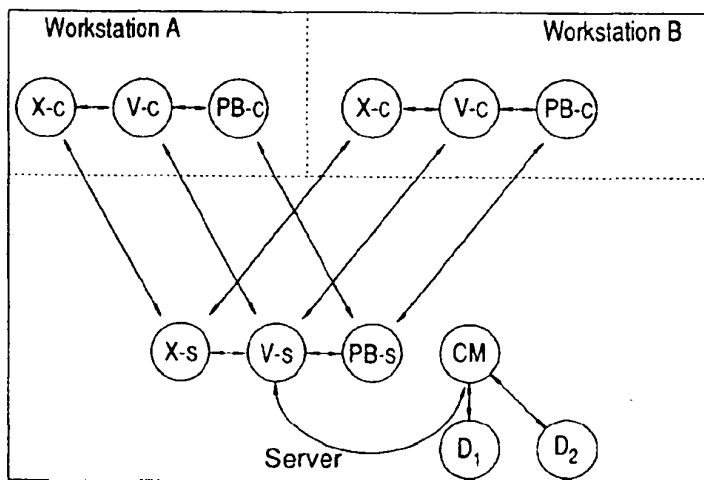 Workstation A
Workstation B
X-c V-c PB-c X-c V-c PB-c
X-s V-s PB-s CM
Server
D1 D2